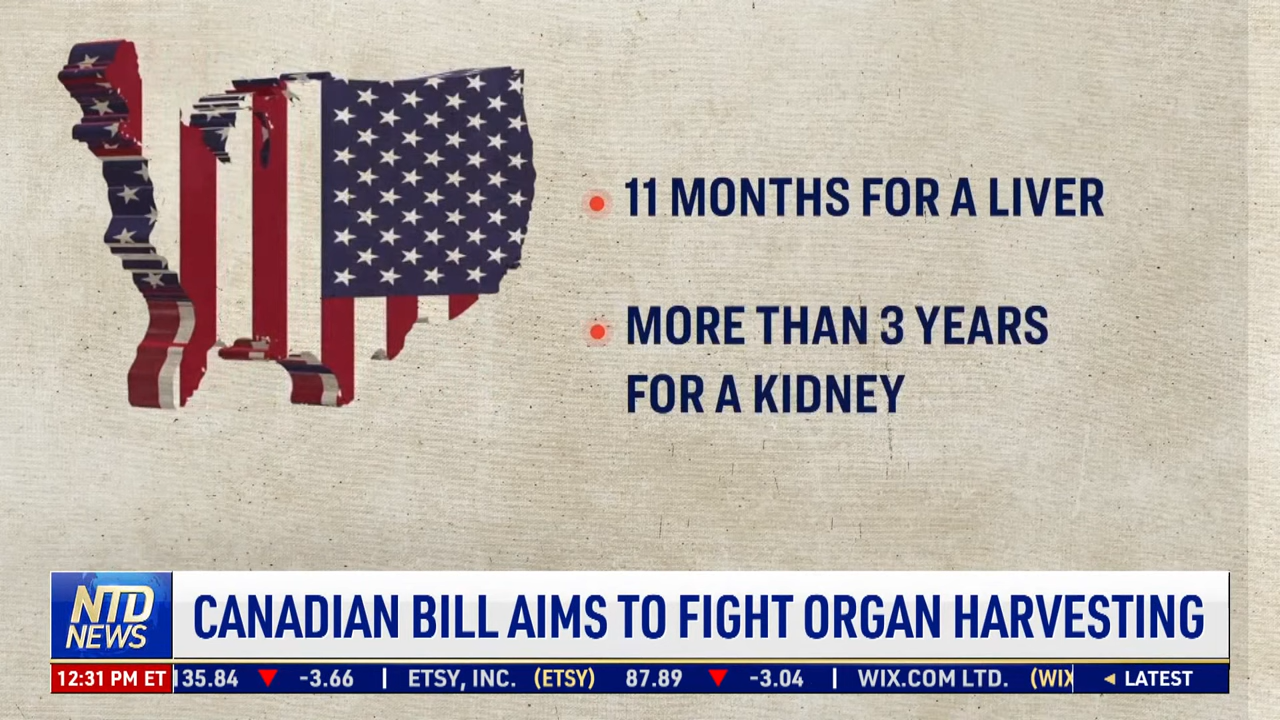 11 MONTHS FOR A LIVER
MORE THAN 3 YEARS
FOR A KIDNEY
NTD
NEWS
CANADIAN BILL AIMS TO FIGHT ORGAN HARVESTING
12:31 PM ET 135.84 ▼ -3.66 | ETSY, INC. (ETSY) 87.89 ▼ -3.04 | WIX.COM LTD. (WIX ◄ LATEST